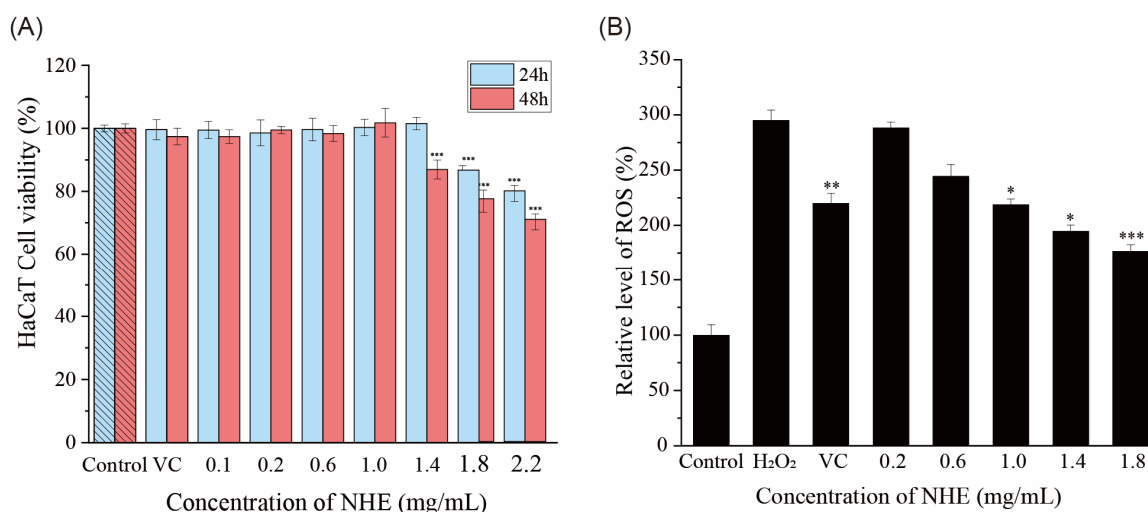 (A)
HaCaT Cell viability (%)
120
100
80
60
40
20
0
24h
48h
***
***
***
***
***
Control VC 0.1 0.2 0.6 1.0 1.4 1.8 2.2
Concentration of NHE (mg/mL)
(B)
Relative level of ROS (%)
350
300
250
200
150
100
50
0
**
*
*
***
Control H₂O₂ VC 0.2 0.6 1.0 1.4 1.8
Concentration of NHE (mg/mL)